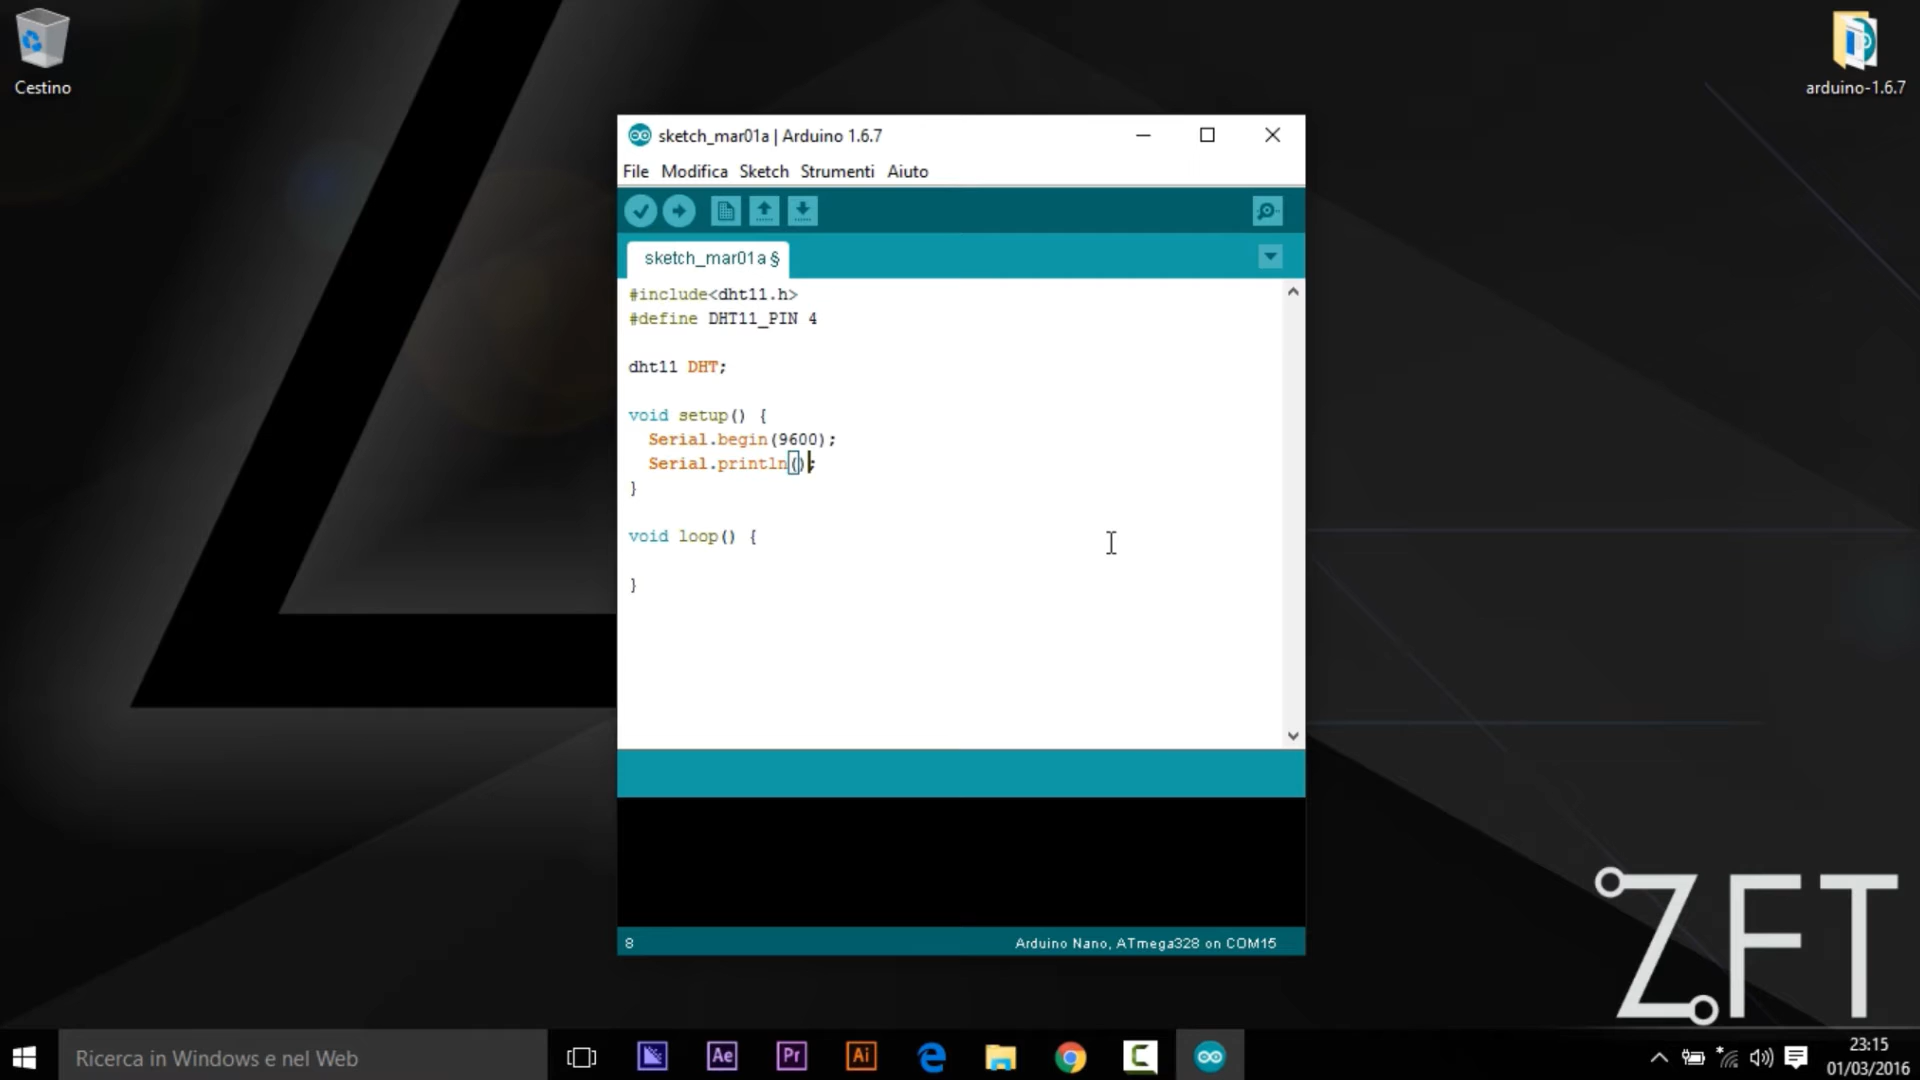 Cestino
arduino-1.6.7
sketch_mar01a | Arduino 1.6.7
File Modifica Sketch Strumenti Aiuto
sketch_mar01a §
#include<dht11.h>
#define DHT11_PIN 4
dht11 DHT;
void setup() {
Serial.begin(9600);
Serial.println();
}
void loop() {
}
8
Arduino Nano, ATmega328 on COM15
ZFT
Ricerca in Windows e nel Web
Ae
Pr
Ai
23:15
01/03/2016